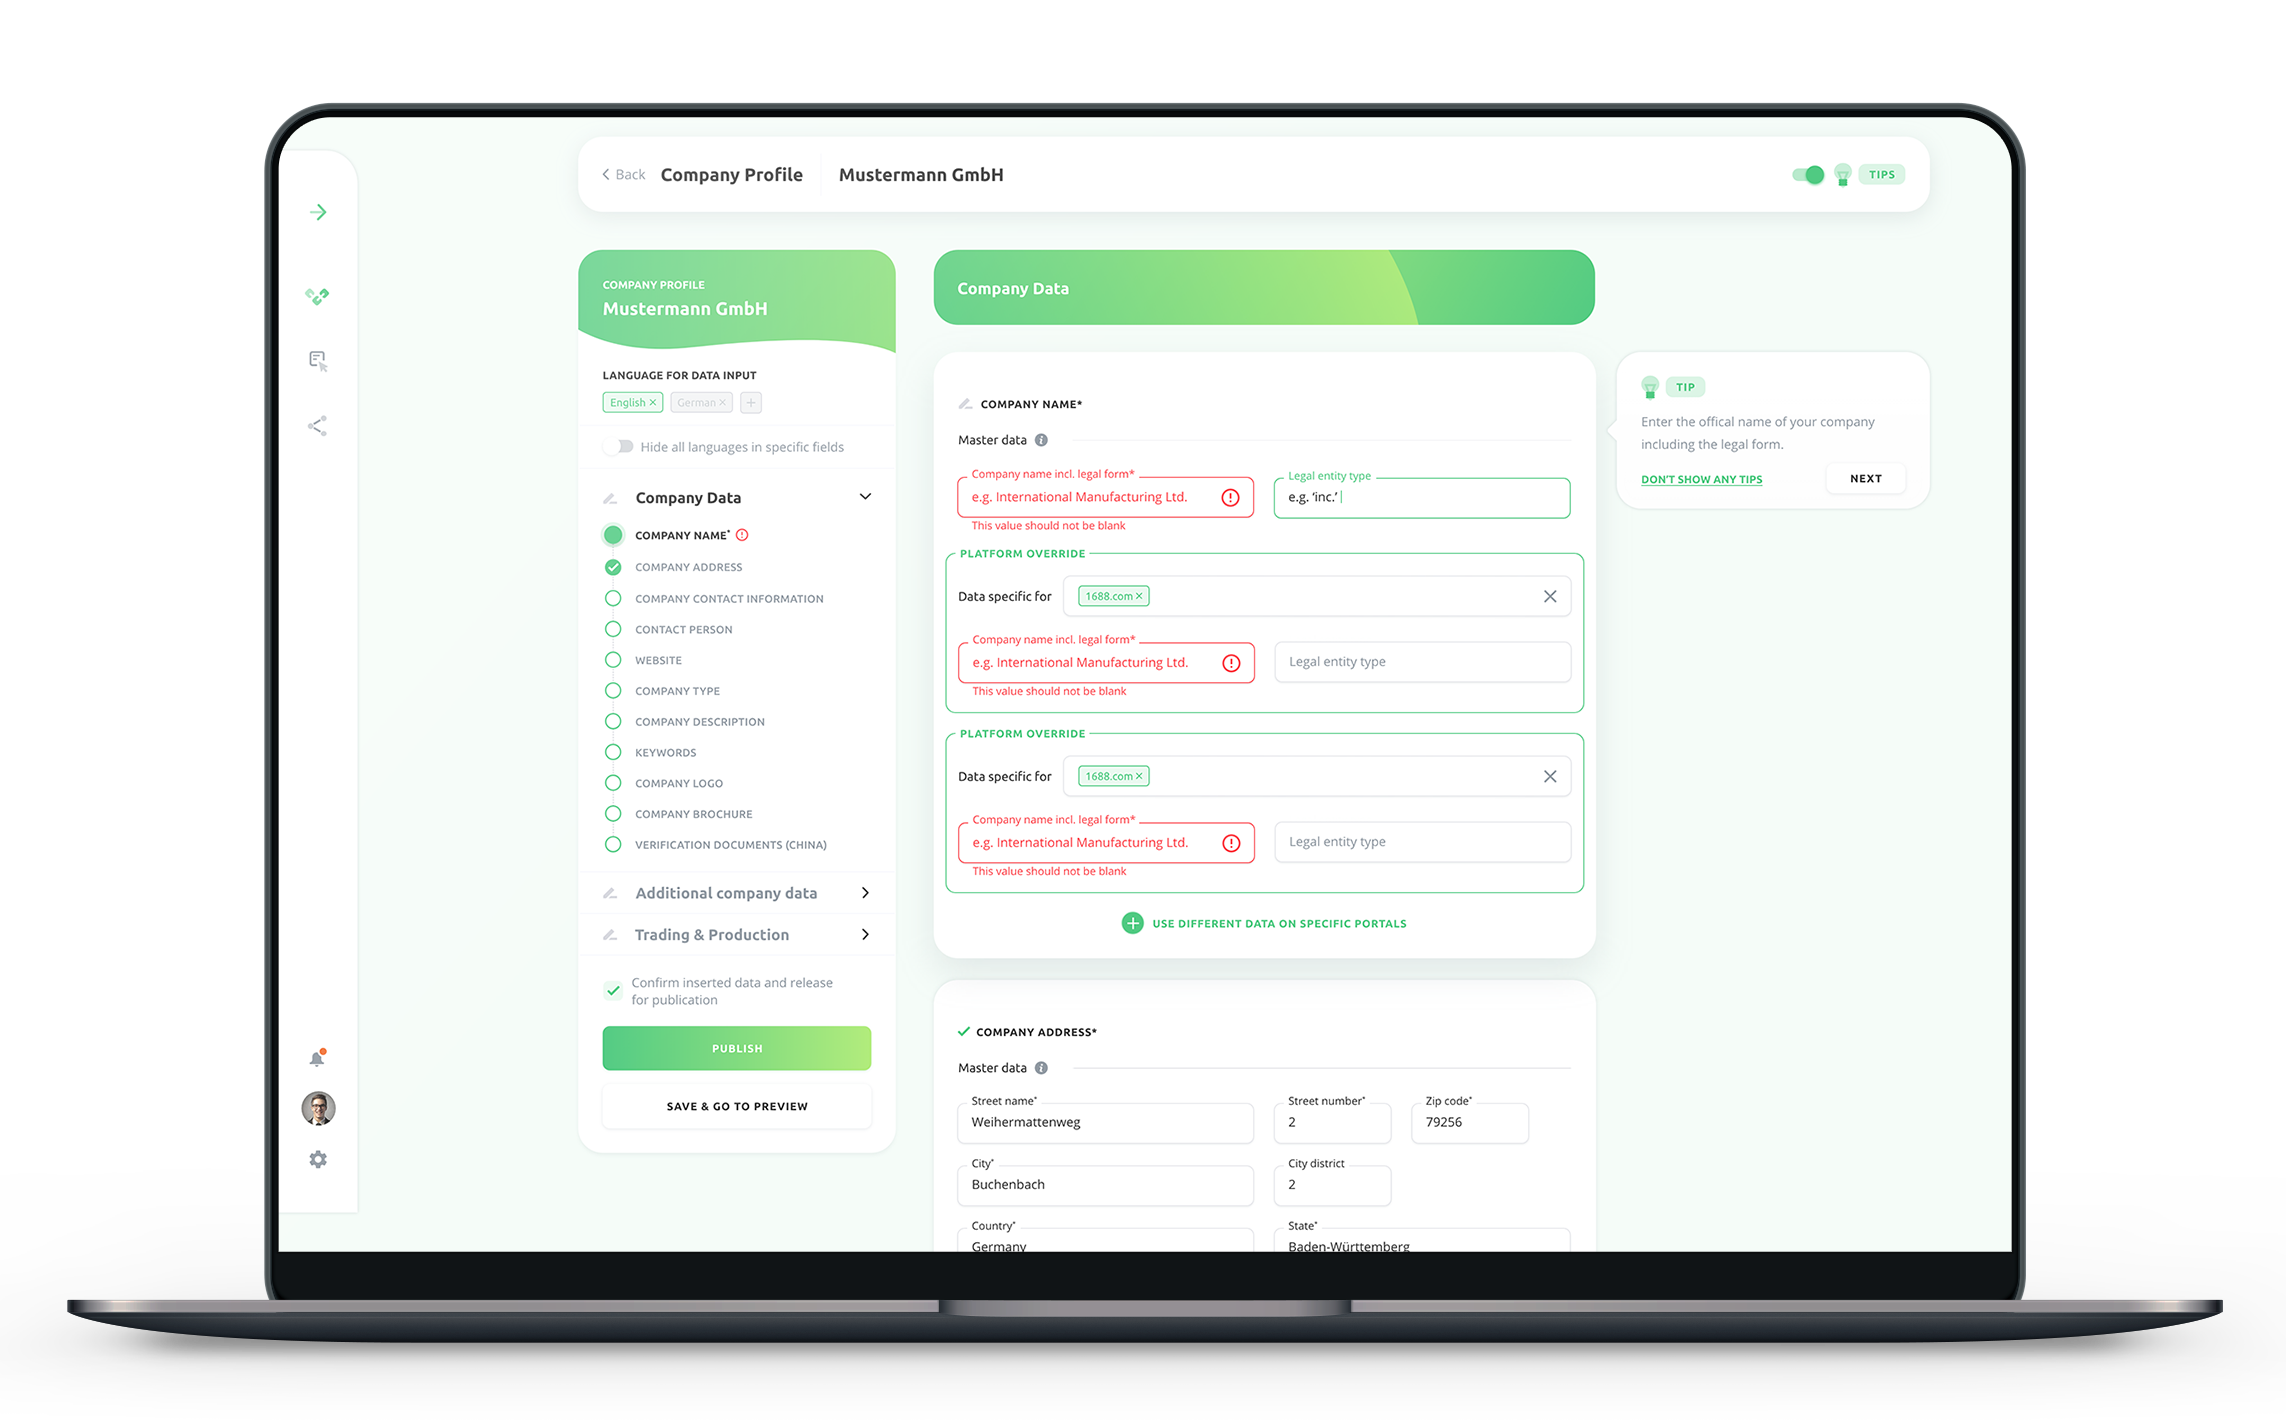 Back Company Profile Mustermann GmbH
TIPS
COMPANY PROFILE
Mustermann GmbH
LANGUAGE FOR DATA INPUT
English × German × +
Hide all languages in specific fields
Company Data
COMPANY NAME*
COMPANY ADDRESS
COMPANY CONTACT INFORMATION
CONTACT PERSON
WEBSITE
COMPANY TYPE
COMPANY DESCRIPTION
KEYWORDS
COMPANY LOGO
COMPANY BROCHURE
VERIFICATION DOCUMENTS (CHINA)
Additional company data
Trading & Production
Confirm inserted data and release
for publication
PUBLISH
SAVE & GO TO PREVIEW
Company Data
COMPANY NAME*
Master data i
Company name incl. legal form* Legal entity type
e.g. International Manufacturing Ltd. e.g. ‘inc.’
This value should not be blank
PLATFORM OVERRIDE
Data specific for 1688.com ×
Company name incl. legal form*
e.g. International Manufacturing Ltd. Legal entity type
This value should not be blank
PLATFORM OVERRIDE
Data specific for 1688.com ×
Company name incl. legal form*
e.g. International Manufacturing Ltd. Legal entity type
This value should not be blank
USE DIFFERENT DATA ON SPECIFIC PORTALS
COMPANY ADDRESS*
Master data i
Street name* Street number* Zip code*
Weihermattenweg 2 79256
City* City district
Buchenbach 2
Country* State*
Germany Baden-Württemberg
TIP
Enter the offical name of your company
including the legal form.
DON'T SHOW ANY TIPS NEXT